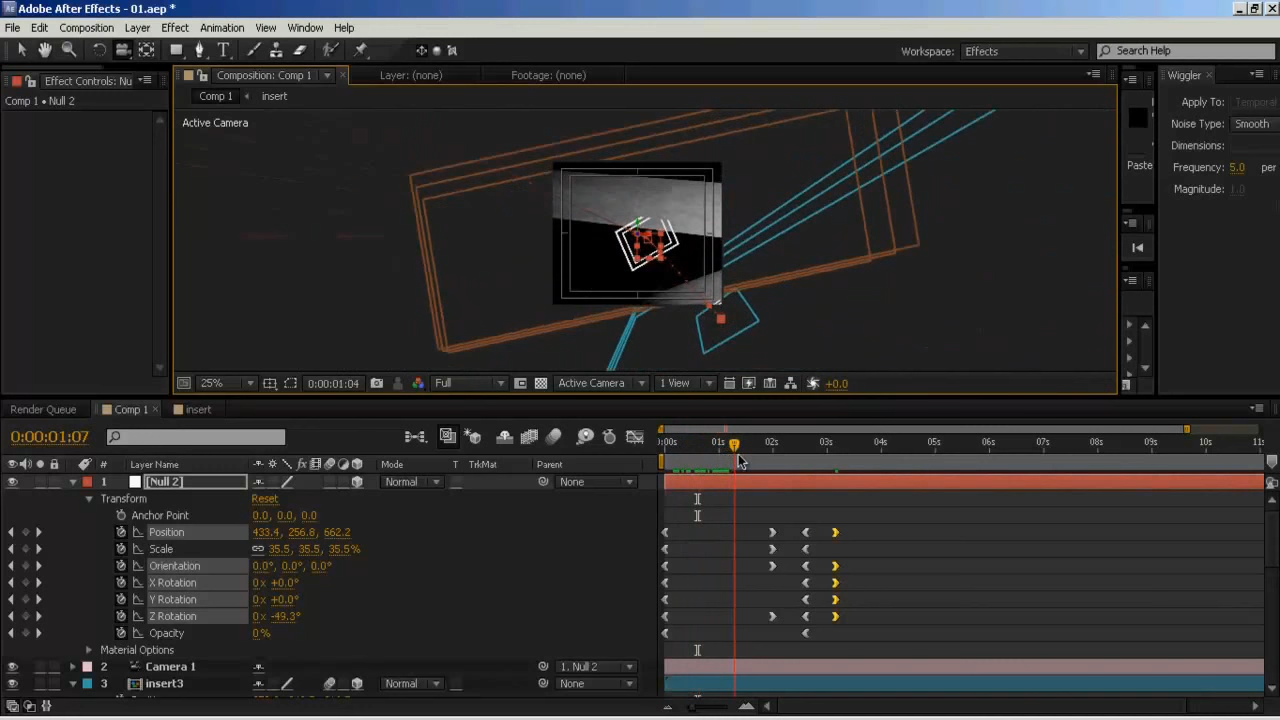 Adobe After Effects - 01.aep *
File Edit Composition Layer Effect Animation View Window Help
Workspace: Effects Search Help
Effect Controls: Nu
Composition: Comp 1 Layer: (none) Footage: (none) Wiggler
Comp 1 • Null 2
Comp 1 insert
Apply To: Tempora
Active Camera
Noise Type: Smooth
Dimensions:
Paste
Frequency: 5.0 per
Magnitude: 1.0
25% 0:00:01:04 Full Active Camera 1 View +0.0
Render Queue Comp 1 insert
0:00:01:07
0:00s 01s 02s 03s 04s 05s 06s 07s 08s 09s 10s 11s
# Layer Name Mode T TrkMat Parent
1 [Null 2] Normal None
Transform Reset
Anchor Point 0.0, 0.0, 0.0
Position 433.4, 256.8, 662.2
Scale 35.5, 35.5, 35.5%
Orientation 0.0°, 0.0°, 0.0°
X Rotation 0x +0.0°
Y Rotation 0x +0.0°
Z Rotation 0x -49.3°
Opacity 0%
Material Options
2 Camera 1 1. Null 2
3 insert3 Normal None